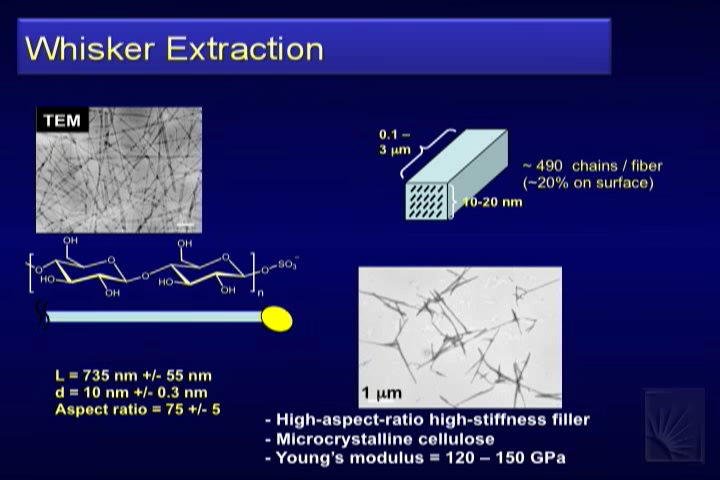 Whisker Extraction
TEM
0.1 –
3 µm
~ 490 chains / fiber
(~20% on surface)
10-20 nm
OH
OH
O
O
O
O
O
SO3-
HO
HO
OH
OH
n
1 µm
L = 735 nm +/- 55 nm
d = 10 nm +/- 0.3 nm
Aspect ratio = 75 +/- 5
- High-aspect-ratio high-stiffness filler
- Microcrystalline cellulose
- Young's modulus = 120 – 150 GPa